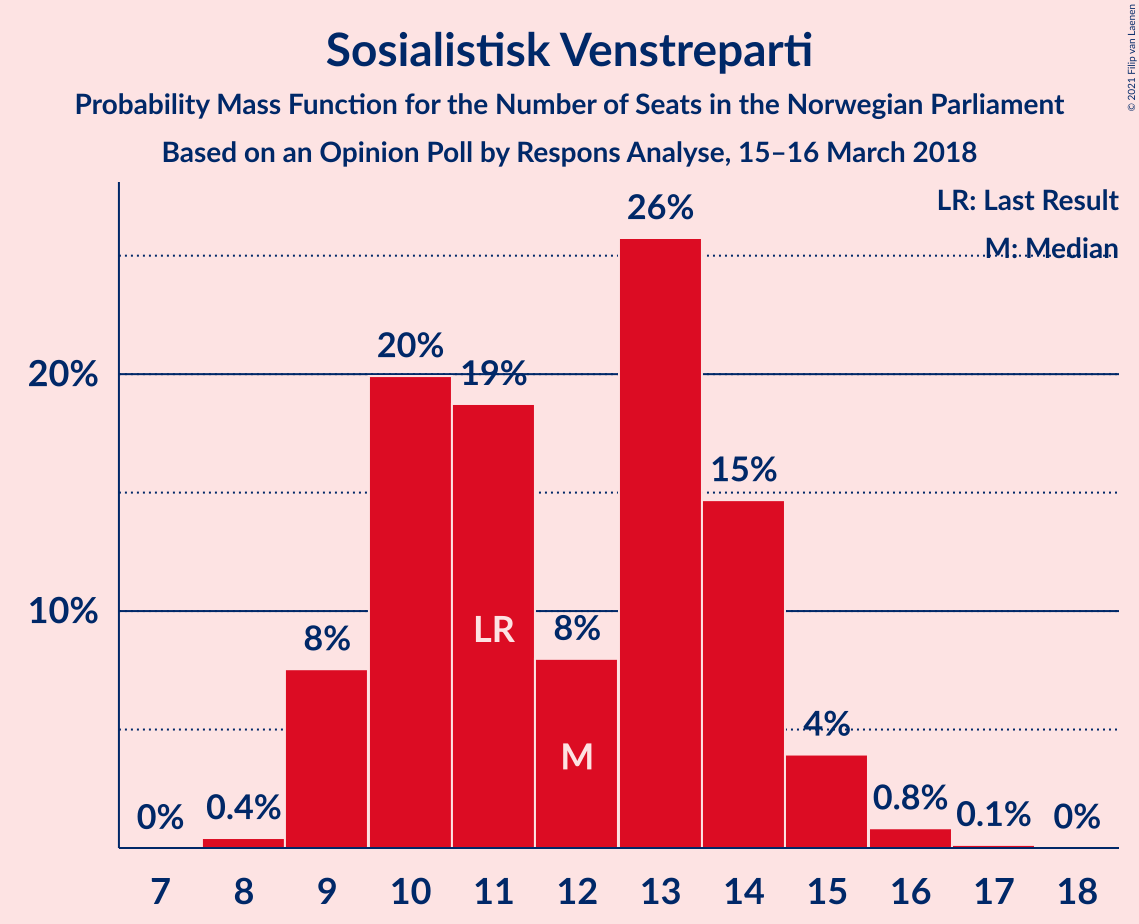 Sosialistisk Venstreparti
Probability Mass Function for the Number of Seats in the Norwegian Parliament
Based on an Opinion Poll by Respons Analyse, 15–16 March 2018
© 2021 Filip van Laenen
LR: Last Result
M: Median
20%
10%
0%
0.4%
8%
20%
19%
8%
26%
15%
4%
0.8%
0.1%
0%
LR
M
7 8 9 10 11 12 13 14 15 16 17 18